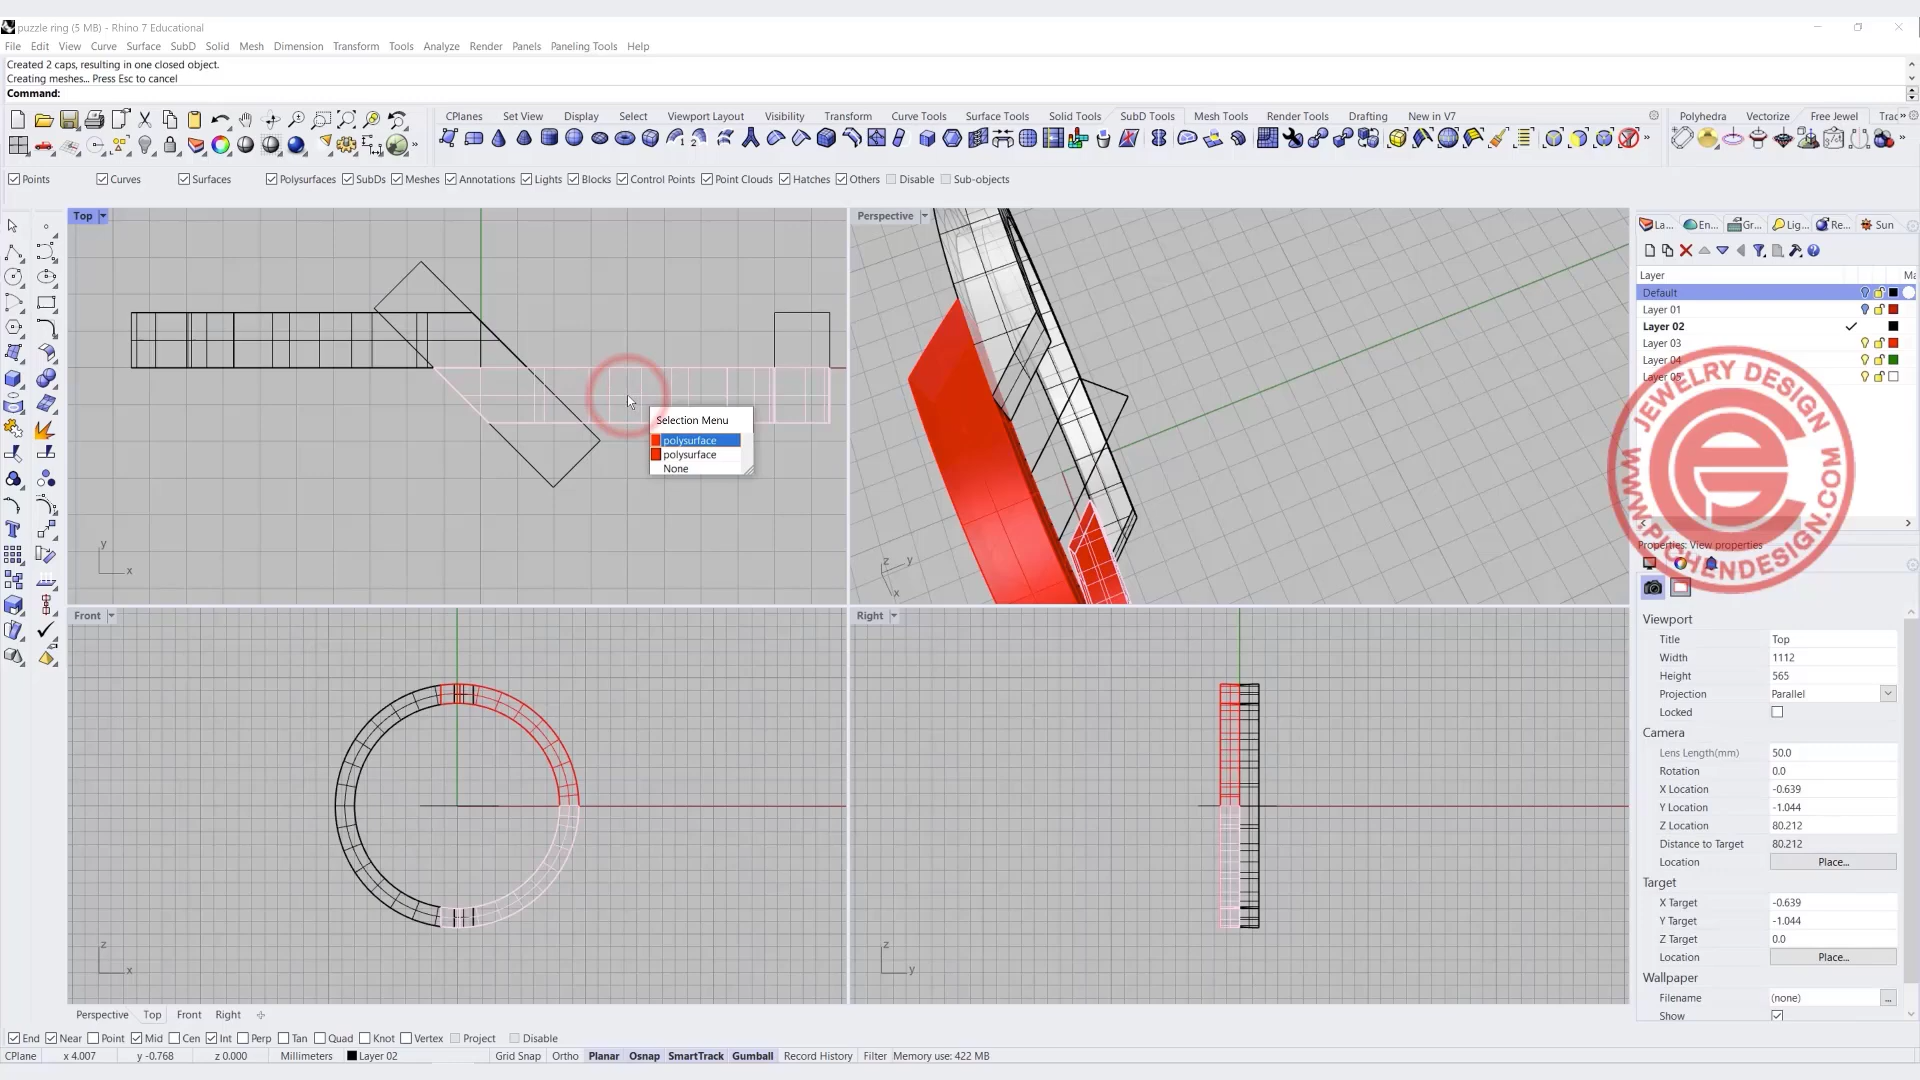 puzzle ring (5 MB) - Rhino 7 Educational
File Edit View Curve Surface SubD Solid Mesh Dimension Transform Tools Analyze Render Panels Paneling Tools Help
Created 2 caps, resulting in one closed object.
Creating meshes... Press Esc to cancel
Command:
CPlanes Set View Display Select Viewport Layout Visibility Transform Curve Tools Surface Tools Solid Tools SubD Tools Mesh Tools Render Tools Drafting New in V7
Polyhedra Vectorize Free Jewel Trac
Points Curves Surfaces Polysurfaces SubDs Meshes Annotations Lights Blocks Control Points Point Clouds Hatches Others Disable Sub-objects
Top
Perspective
La... En... Gr... Lig... Re... Sun
Layer Ma
Default
Layer 01
Layer 02
Layer 03
Layer 04
Layer 05
JEWELRY DESIGN
WWW.PICHENDESIGN.COM
Selection Menu
polysurface
polysurface
None
y
x
z
y
x
Properties: View properties
Front
Right
z
x
z
y
Viewport
Title Top
Width 1112
Height 565
Projection Parallel
Locked
Camera
Lens Length(mm) 50.0
Rotation 0.0
X Location -0.639
Y Location -1.044
Z Location 80.212
Distance to Target 80.212
Location Place...
Target
X Target -0.639
Y Target -1.044
Z Target 0.0
Location Place...
Wallpaper
Filename (none) ...
Show
Perspective Top Front Right
End Near Point Mid Cen Int Perp Tan Quad Knot Vertex Project Disable
CPlane x 4.007 y -0.768 z 0.000 Millimeters Layer 02 Grid Snap Ortho Planar Osnap SmartTrack Gumball Record History Filter Memory use: 422 MB